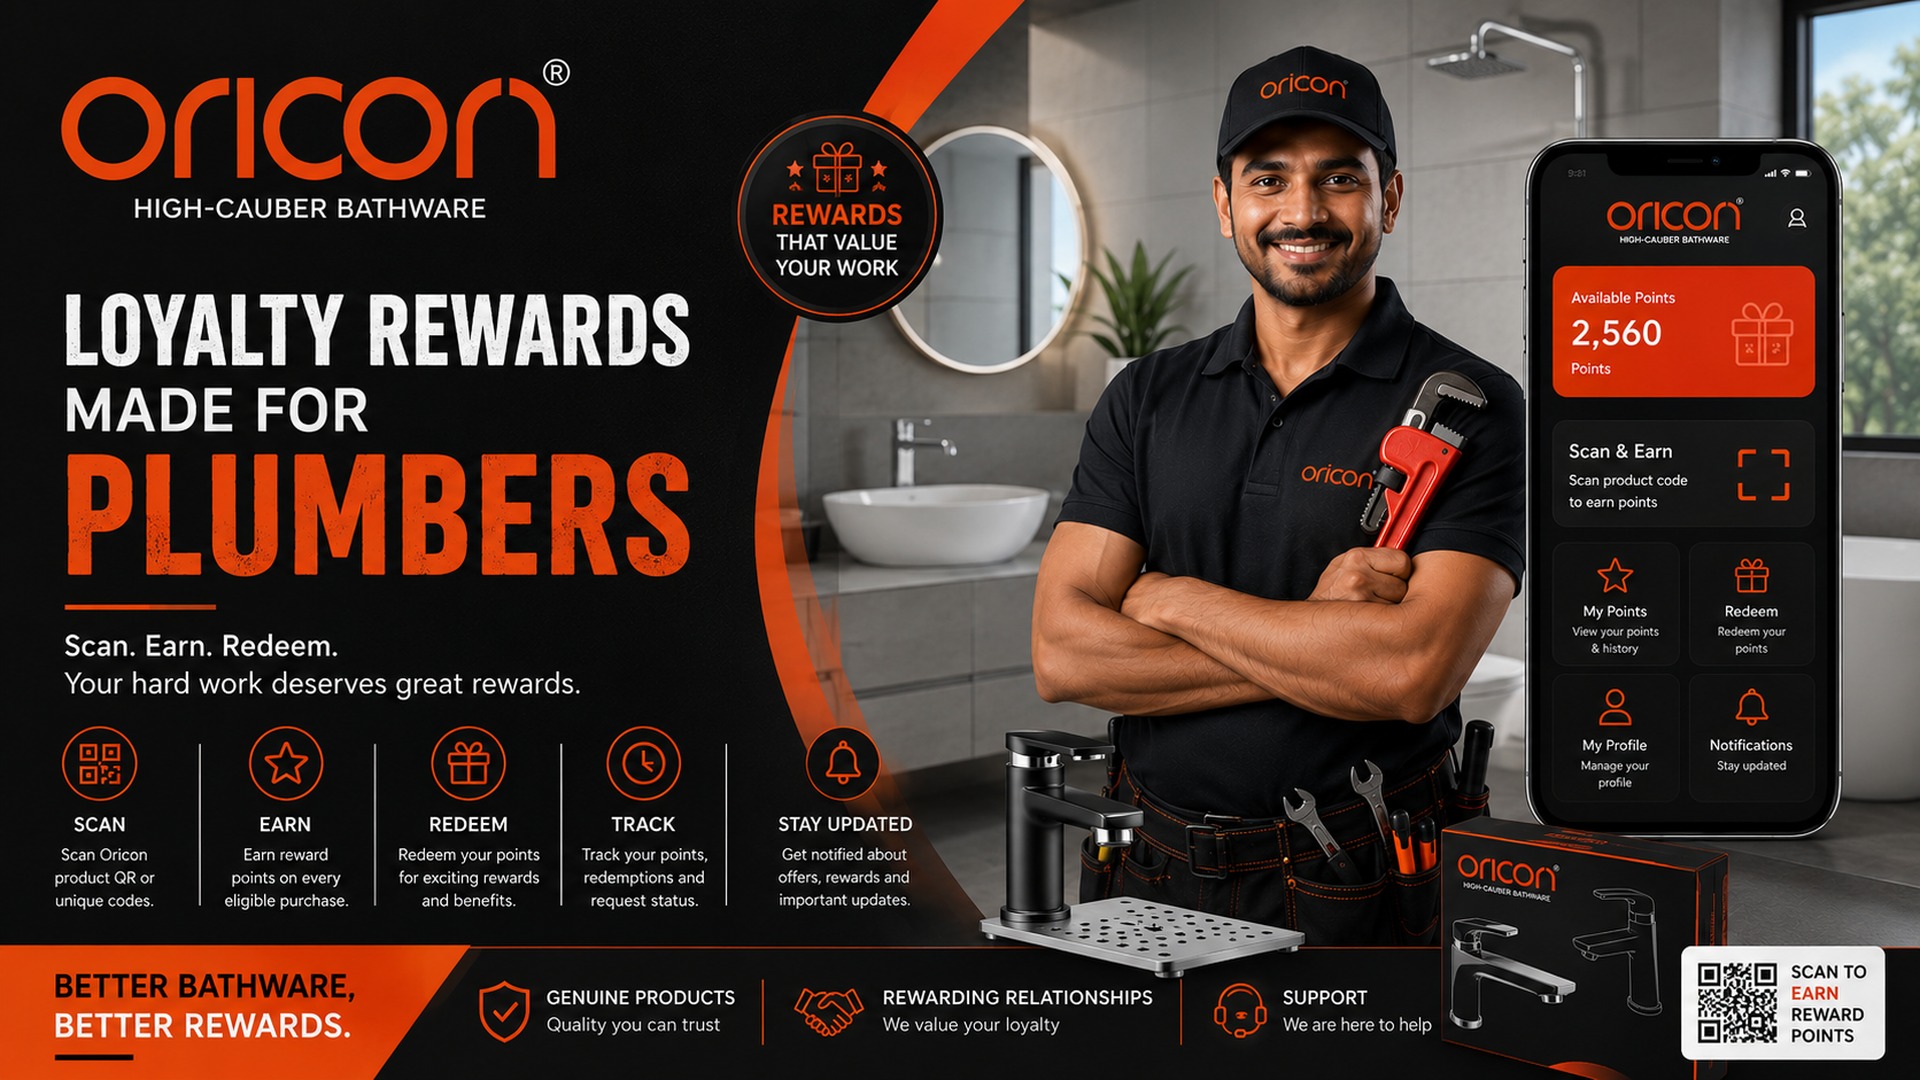 oricon®
HIGH-CAUBER BATHWARE
LOYALTY REWARDS
MADE FOR
PLUMBERS
Scan. Earn. Redeem.
Your hard work deserves great rewards.
SCAN
Scan Oricon
product QR or
unique codes.
EARN
Earn reward
points on every
eligible purchase.
REDEEM
Redeem your points
for exciting rewards
and benefits.
TRACK
Track your points,
redemptions and
request status.
STAY UPDATED
Get notified about
offers, rewards and
important updates.
REWARDS
THAT VALUE
YOUR WORK
oricon®
oricon
9:31
oricon®
HIGH-CAUBER BATHWARE
Available Points
2,560
Points
Scan & Earn
Scan product code
to earn points
My Points
View your points
& history
Redeem
Redeem your
points
My Profile
Manage your
profile
Notifications
Stay updated
oricon®
HIGH-CAUBER BATHWARE
BETTER BATHWARE,
BETTER REWARDS.
GENUINE PRODUCTS
Quality you can trust
REWARDING RELATIONSHIPS
We value your loyalty
SUPPORT
We are here to help
SCAN TO
EARN
REWARD
POINTS